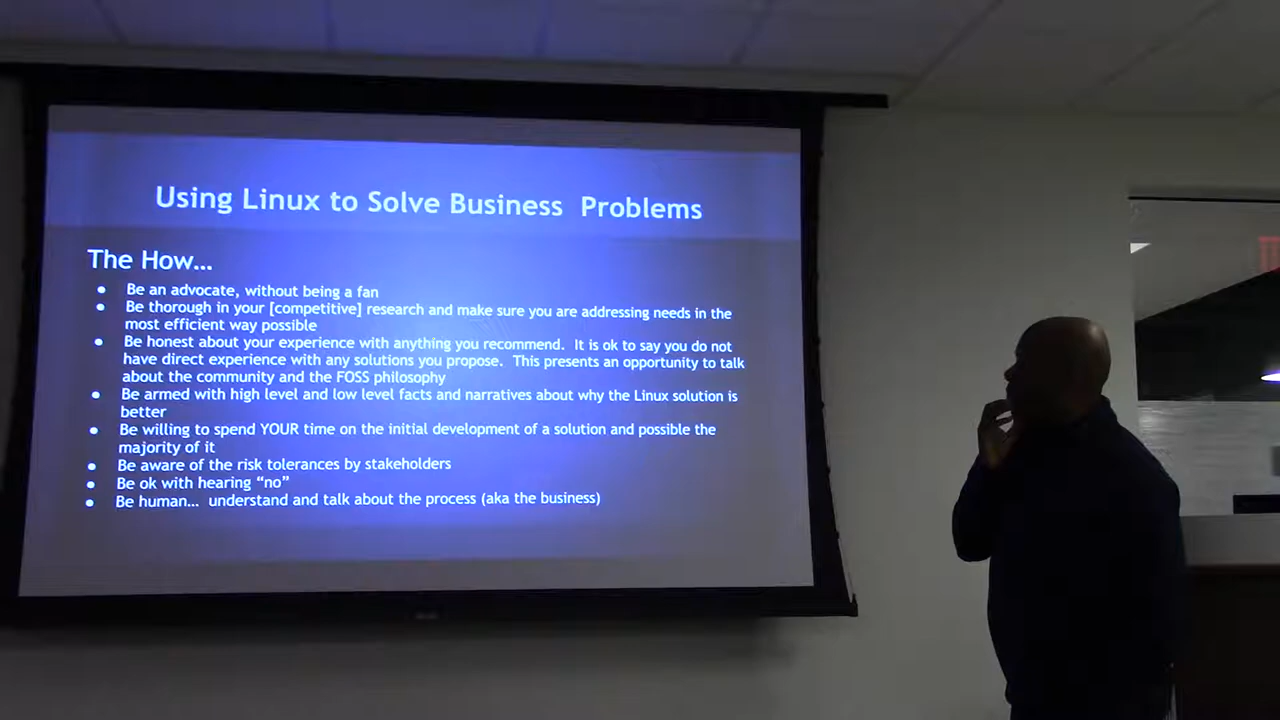 Using Linux to Solve Business Problems
The How...
• Be an advocate, without being a fan
• Be thorough in your [competitive] research and make sure you are addressing needs in the
most efficient way possible
• Be honest about your experience with anything you recommend. It is ok to say you do not
have direct experience with any solutions you propose. This presents an opportunity to talk
about the community and the FOSS philosophy
• Be armed with high level and low level facts and narratives about why the Linux solution is
better
• Be willing to spend YOUR time on the initial development of a solution and possible the
majority of it
• Be aware of the risk tolerances by stakeholders
• Be ok with hearing “no”
• Be human... understand and talk about the process (aka the business)